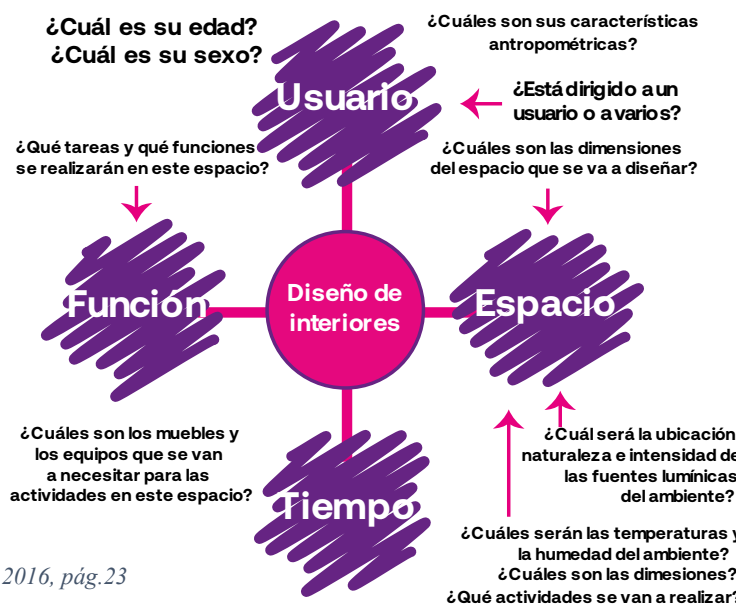 ¿Cuál es su edad?
¿Cuál es su sexo?
¿Cuáles son sus características
antropométricas?
Usuario
¿Está dirigido a un
usuario o a varios?
¿Qué tareas y qué funciones
se realizarán en este espacio?
¿Cuáles son las dimensiones
del espacio que se va a diseñar?
Función
Diseño de
interiores
Espacio
¿Cuáles son los muebles y
los equipos que se van
a necesitar para las
actividades en este espacio?
¿Cuál será la ubicación
naturaleza e intensidad de
las fuentes lumínicas
del ambiente?
Tiempo
¿Cuáles serán las temperaturas y
la humedad del ambiente?
¿Cuáles son las dimesiones?
¿Qué actividades se van a realizar?
2016, pág.23